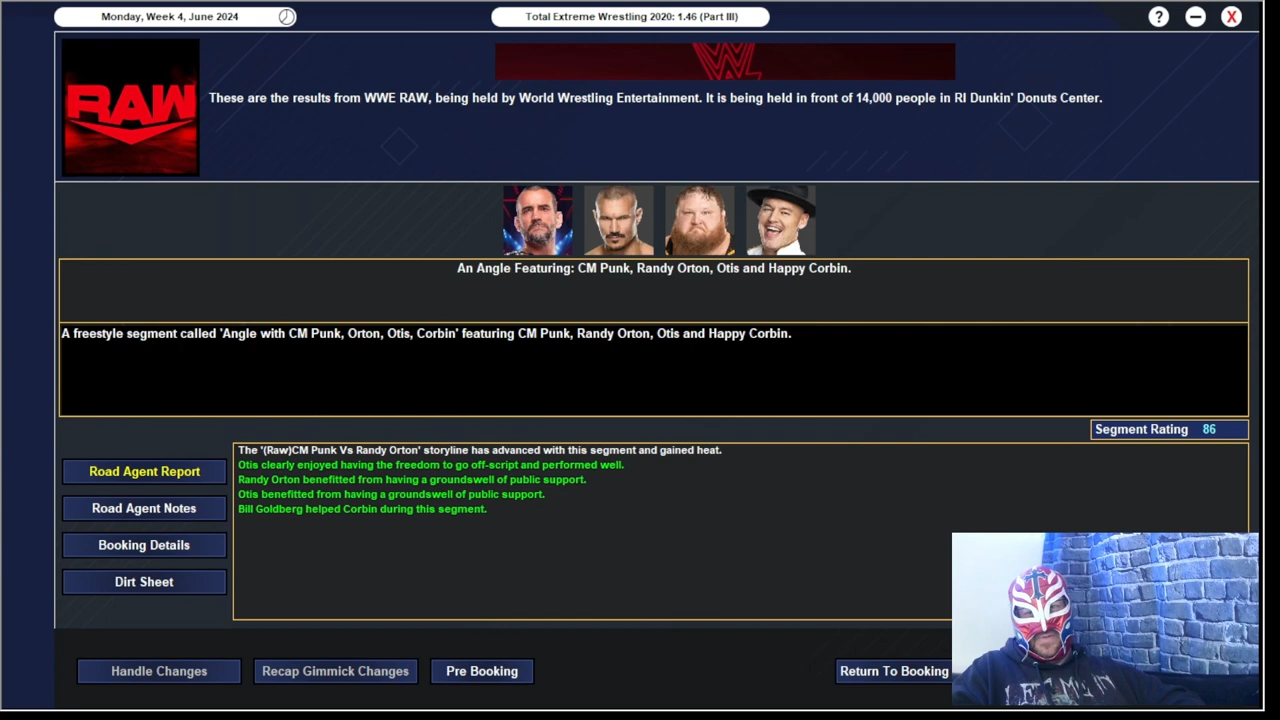 Monday, Week 4, June 2024
Total Extreme Wrestling 2020: 1.46 (Part III)
?
X
RAW
These are the results from WWE RAW, being held by World Wrestling Entertainment. It is being held in front of 14,000 people in RI Dunkin' Donuts Center.
An Angle Featuring: CM Punk, Randy Orton, Otis and Happy Corbin.
A freestyle segment called 'Angle with CM Punk, Orton, Otis, Corbin' featuring CM Punk, Randy Orton, Otis and Happy Corbin.
Segment Rating 86
The '(Raw)CM Punk Vs Randy Orton' storyline has advanced with this segment and gained heat.
Otis clearly enjoyed having the freedom to go off-script and performed well.
Randy Orton benefitted from having a groundswell of public support.
Otis benefitted from having a groundswell of public support.
Bill Goldberg helped Corbin during this segment.
Road Agent Report
Road Agent Notes
Booking Details
Dirt Sheet
Handle Changes
Recap Gimmick Changes
Pre Booking
Return To Booking